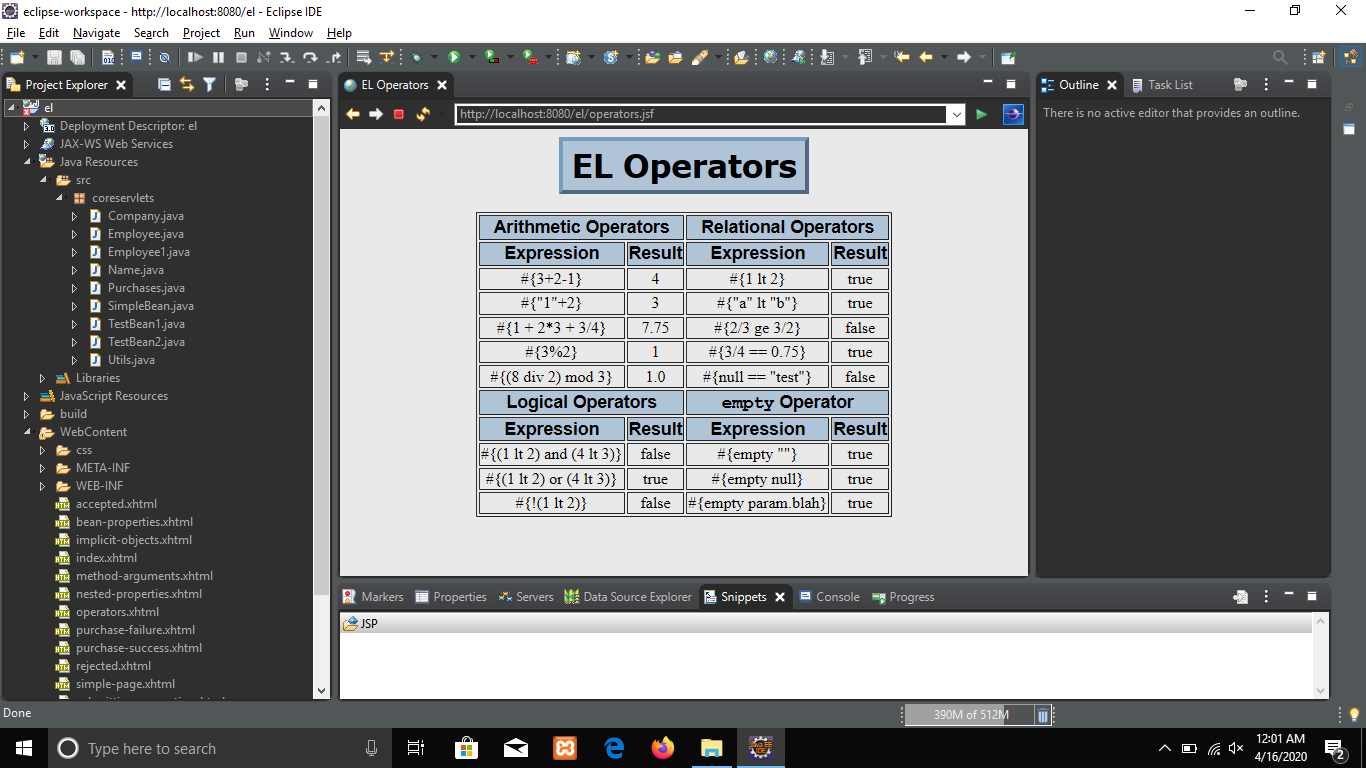 eclipse-workspace - http://localhost:8080/el - Eclipse IDE
File Edit Navigate Search Project Run Window Help
Project Explorer
el
Deployment Descriptor: el
JAX-WS Web Services
Java Resources
src
coreservlets
Company.java
Employee.java
Employee1.java
Name.java
Purchases.java
SimpleBean.java
TestBean1.java
TestBean2.java
Utils.java
Libraries
JavaScript Resources
build
WebContent
css
META-INF
WEB-INF
accepted.xhtml
bean-properties.xhtml
implicit-objects.xhtml
index.xhtml
method-arguments.xhtml
nested-properties.xhtml
operators.xhtml
purchase-failure.xhtml
purchase-success.xhtml
rejected.xhtml
simple-page.xhtml
EL Operators
http://localhost:8080/el/operators.jsf
EL Operators
Arithmetic Operators Relational Operators
Expression Result Expression Result
#{3+2-1} 4 #{1 lt 2} true
#{"1"+2} 3 #{"a" lt "b"} true
#{1 + 2*3 + 3/4} 7.75 #{2/3 ge 3/2} false
#{3%2} 1 #{3/4 == 0.75} true
#{(8 div 2) mod 3} 1.0 #{null == "test"} false
Logical Operators empty Operator
Expression Result Expression Result
#{(1 lt 2) and (4 lt 3)} false #{empty ""} true
#{(1 lt 2) or (4 lt 3)} true #{empty null} true
#{!(1 lt 2)} false #{empty param.blah} true
Outline Task List
There is no active editor that provides an outline.
Markers Properties Servers Data Source Explorer Snippets Console Progress
JSP
Done
390M of 512M
Type here to search
12:01 AM
4/16/2020
2